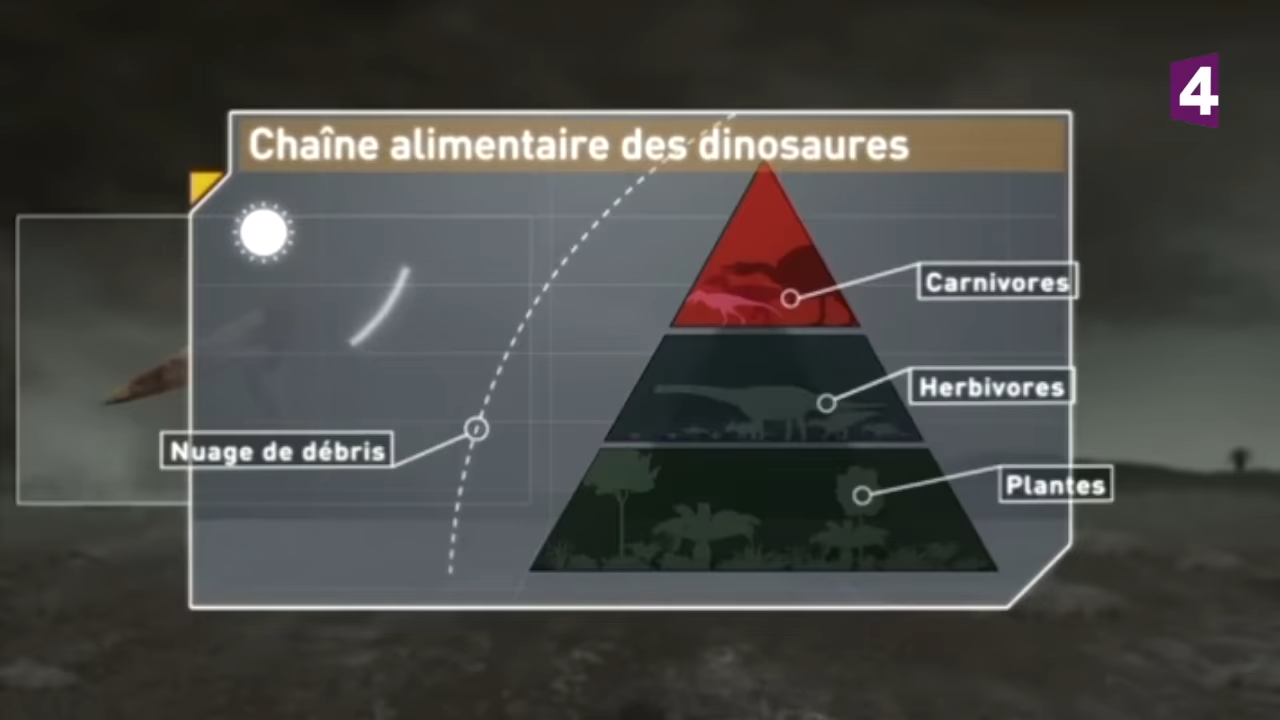 4
Chaîne alimentaire des dinosaures
Carnivores
Herbivores
Nuage de débris
Plantes